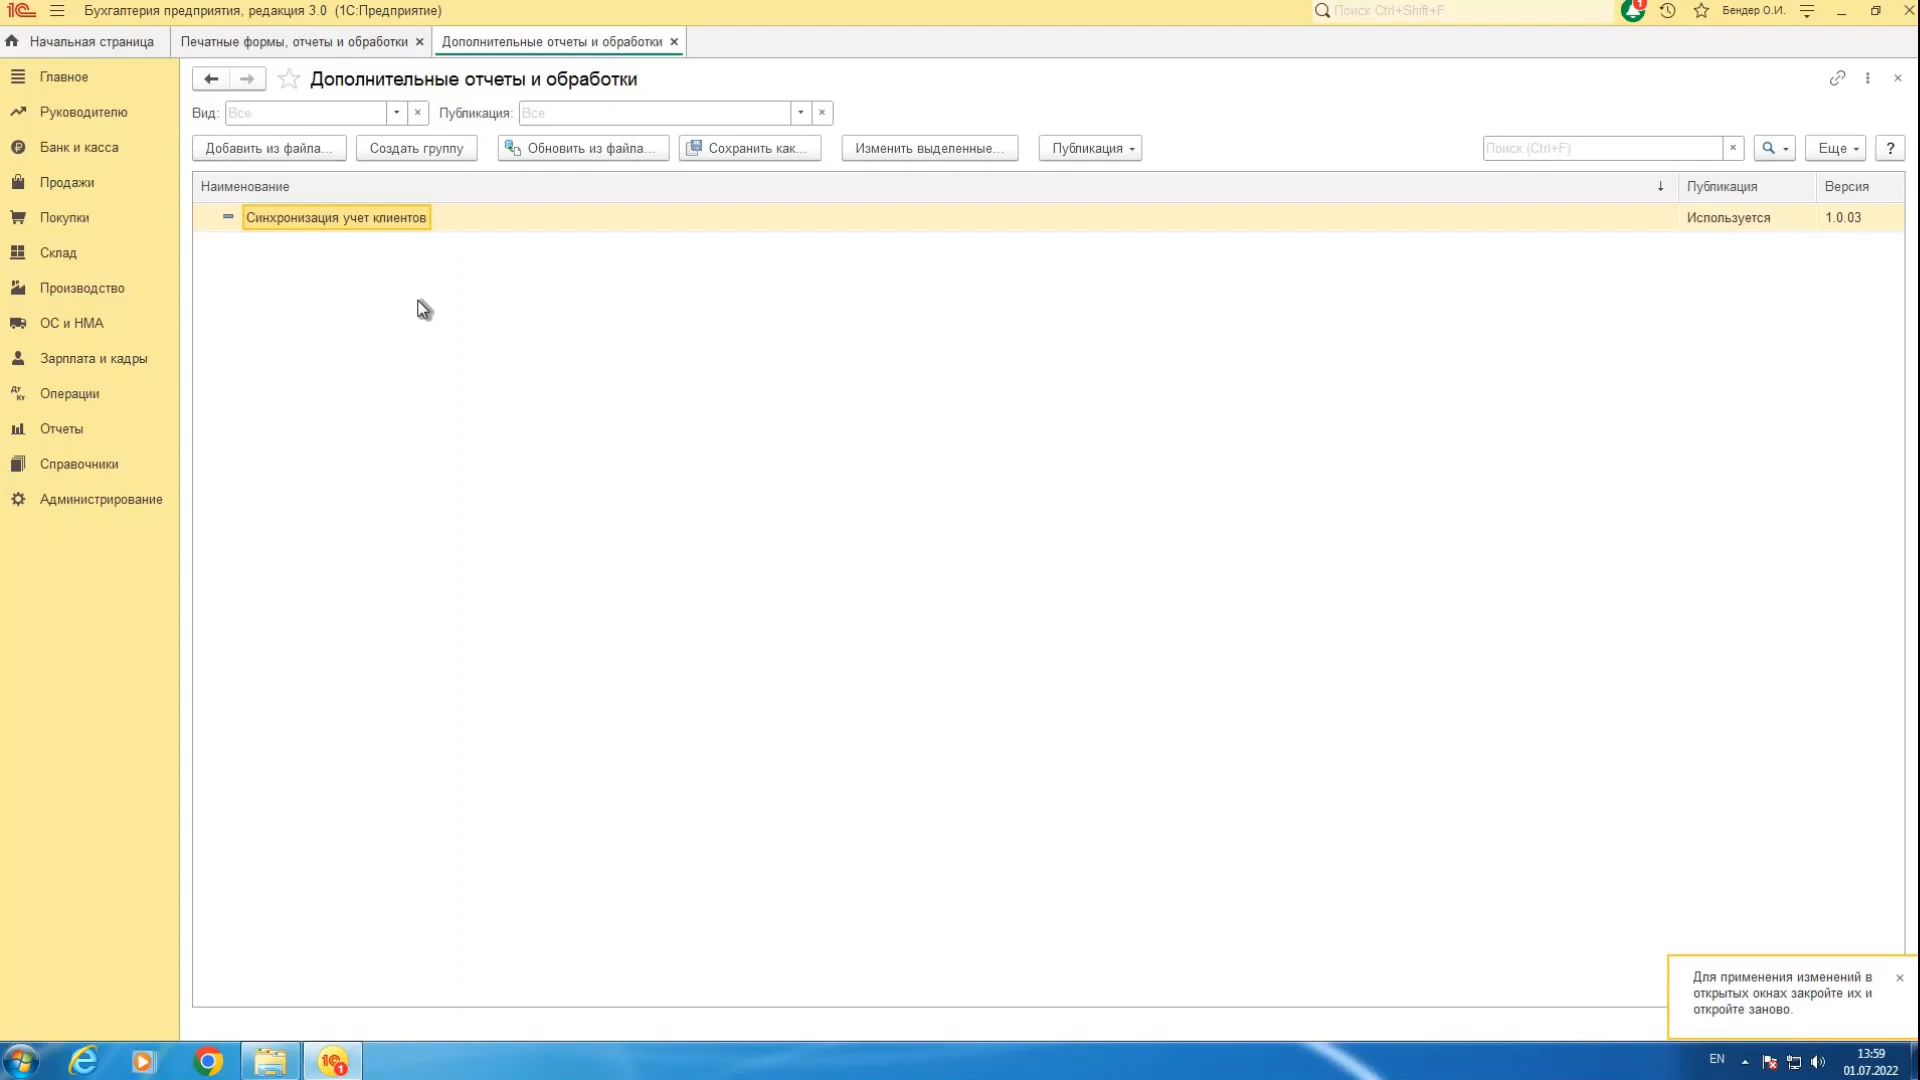 Бухгалтерия предприятия, редакция 3.0 (1С:Предприятие)
Поиск Ctrl+Shift+F
1
Бендер О.И.
Начальная страница
Печатные формы, отчеты и обработки
Дополнительные отчеты и обработки
Главное
Руководителю
Банк и касса
Продажи
Покупки
Склад
Производство
ОС и НМА
Зарплата и кадры
Операции
Отчеты
Справочники
Администрирование
Дополнительные отчеты и обработки
Вид: Все
Публикация: Все
Добавить из файла...
Создать группу
Обновить из файла...
Сохранить как...
Изменить выделенные...
Публикация
Поиск (Ctrl+F)
Еще
?
Наименование
Публикация
Версия
Синхронизация учет клиентов
Используется
1.0.03
Для применения изменений в
открытых окнах закройте их и
откройте заново.
EN
13:59
01.07.2022